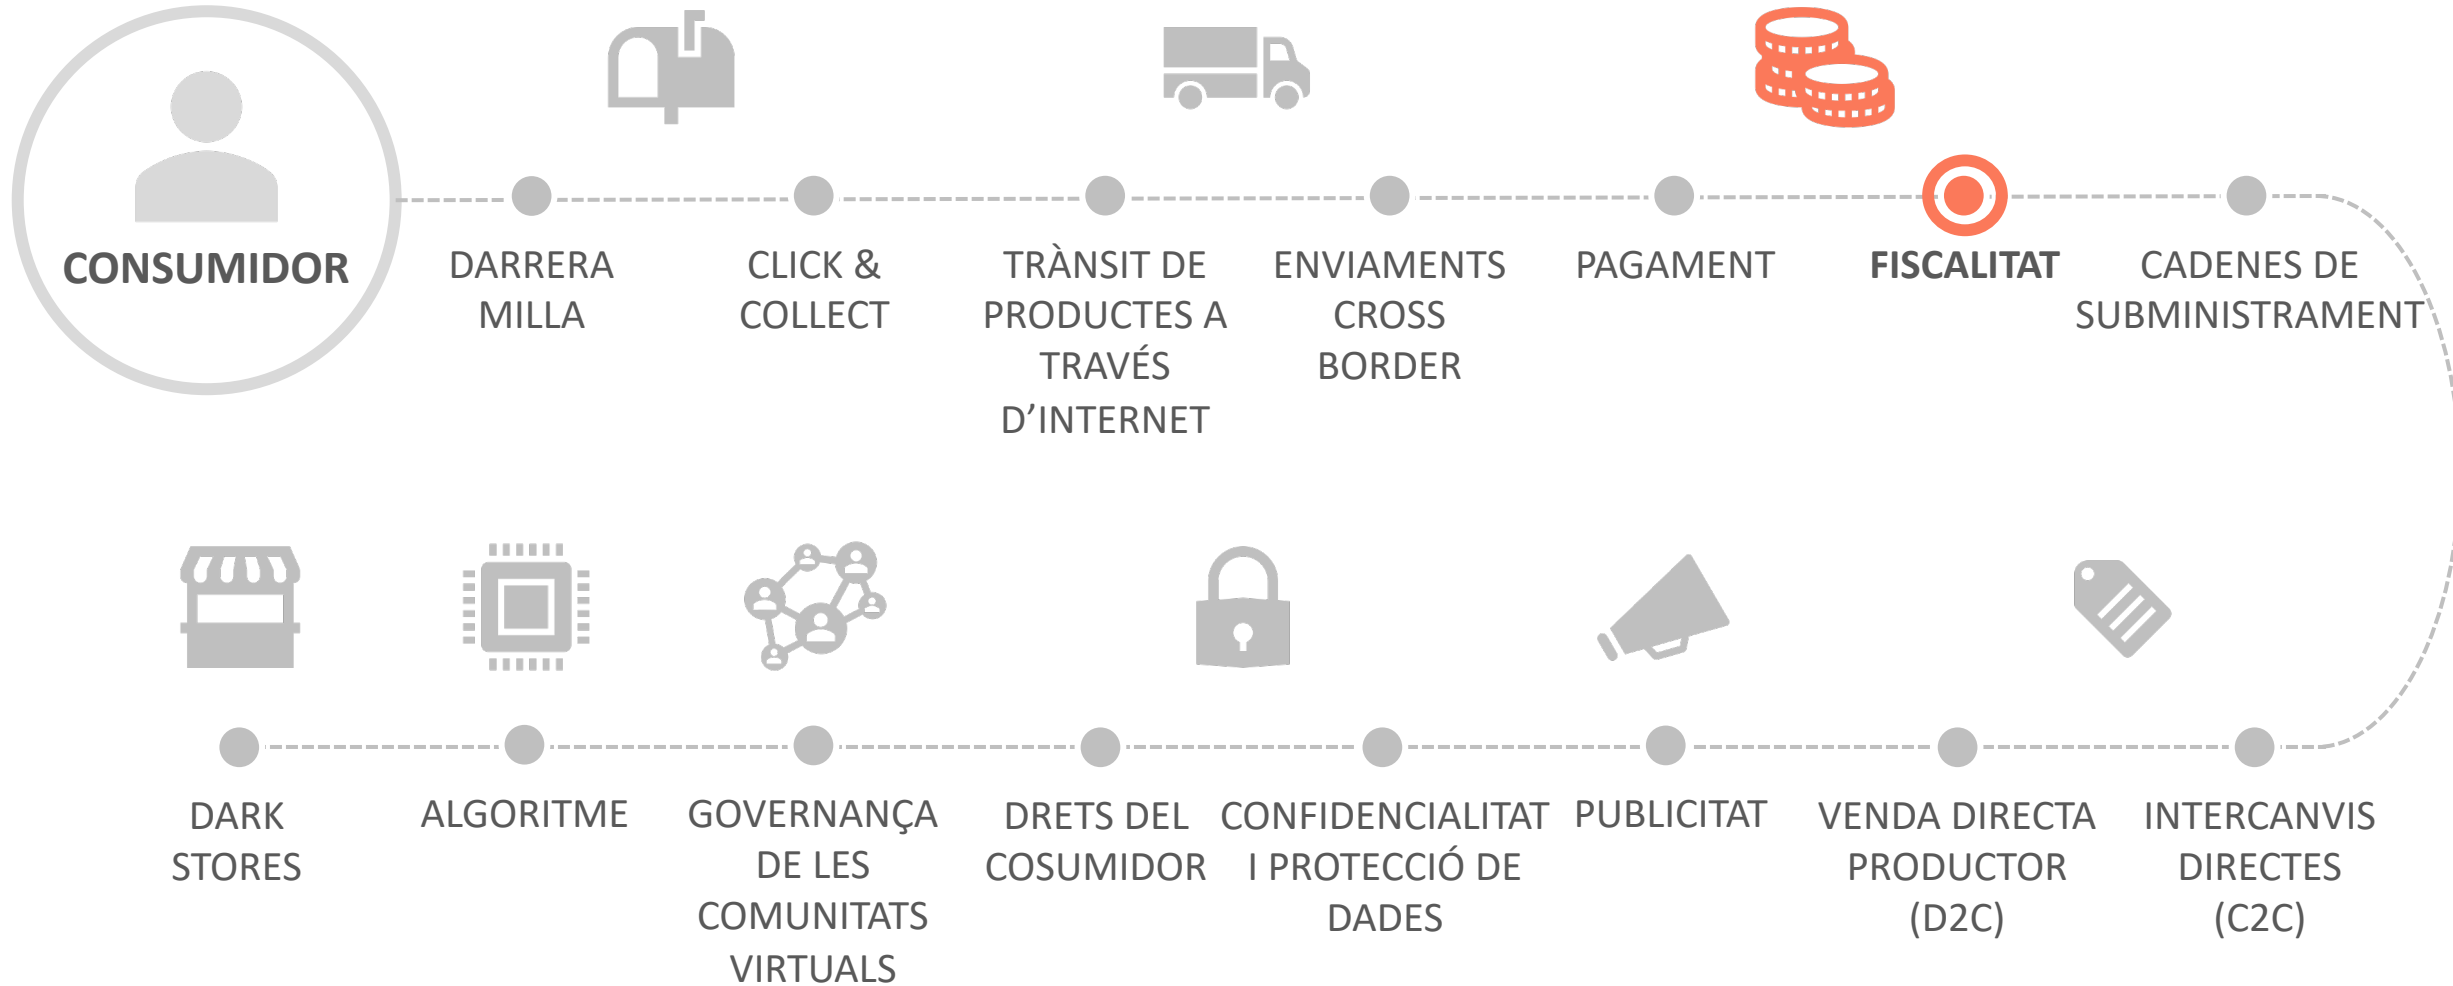 CONSUMIDOR
DARRERA
MILLA
CLICK &
COLLECT
TRÀNSIT DE
PRODUCTES A
TRAVÉS
D’INTERNET
ENVIAMENTS
CROSS
BORDER
PAGAMENT
FISCALITAT
CADENES DE
SUBMINISTRAMENT
DARK
STORES
ALGORITME
GOVERNANÇA
DE LES
COMUNITATS
VIRTUALS
DRETS DEL
COSUMIDOR
CONFIDENCIALITAT
I PROTECCIÓ DE
DADES
PUBLICITAT
VENDA DIRECTA
PRODUCTOR
(D2C)
INTERCANVIS
DIRECTES
(C2C)